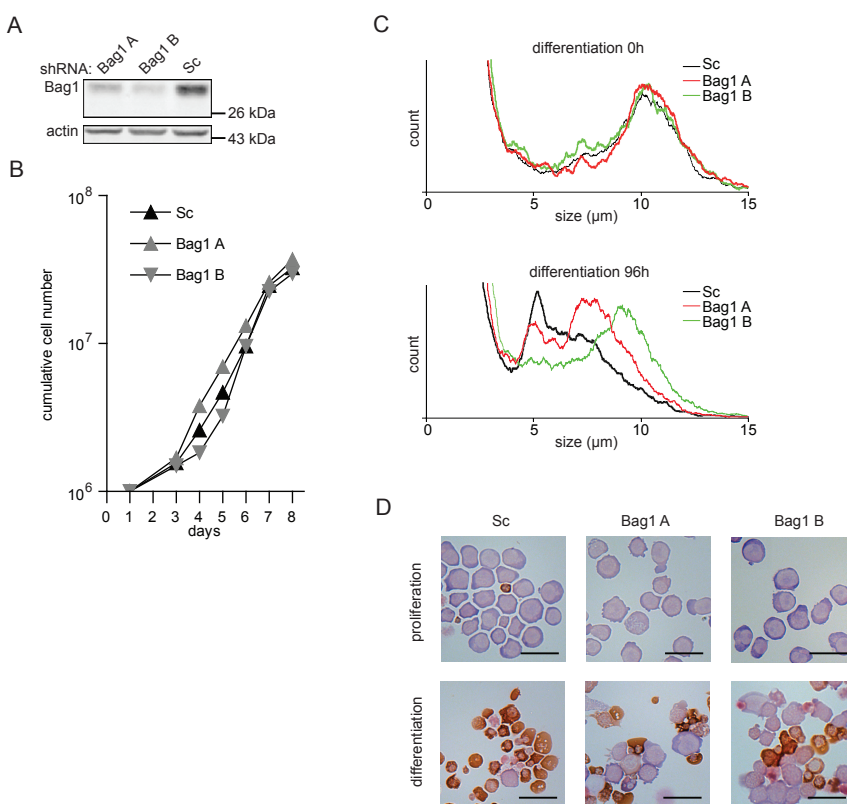 A
shRNA: Bag1 A Bag1 B Sc
Bag1
26 kDa
actin
43 kDa
B
10⁸
10⁷
10⁶
cumulative cell number
Sc
Bag1 A
Bag1 B
0 1 2 3 4 5 6 7 8
days
C
differentiation 0h
Sc
Bag1 A
Bag1 B
count
0 5 10 15
size (µm)
differentiation 96h
Sc
Bag1 A
Bag1 B
count
0 5 10 15
size (µm)
D
Sc Bag1 A Bag1 B
proliferation
differentiation